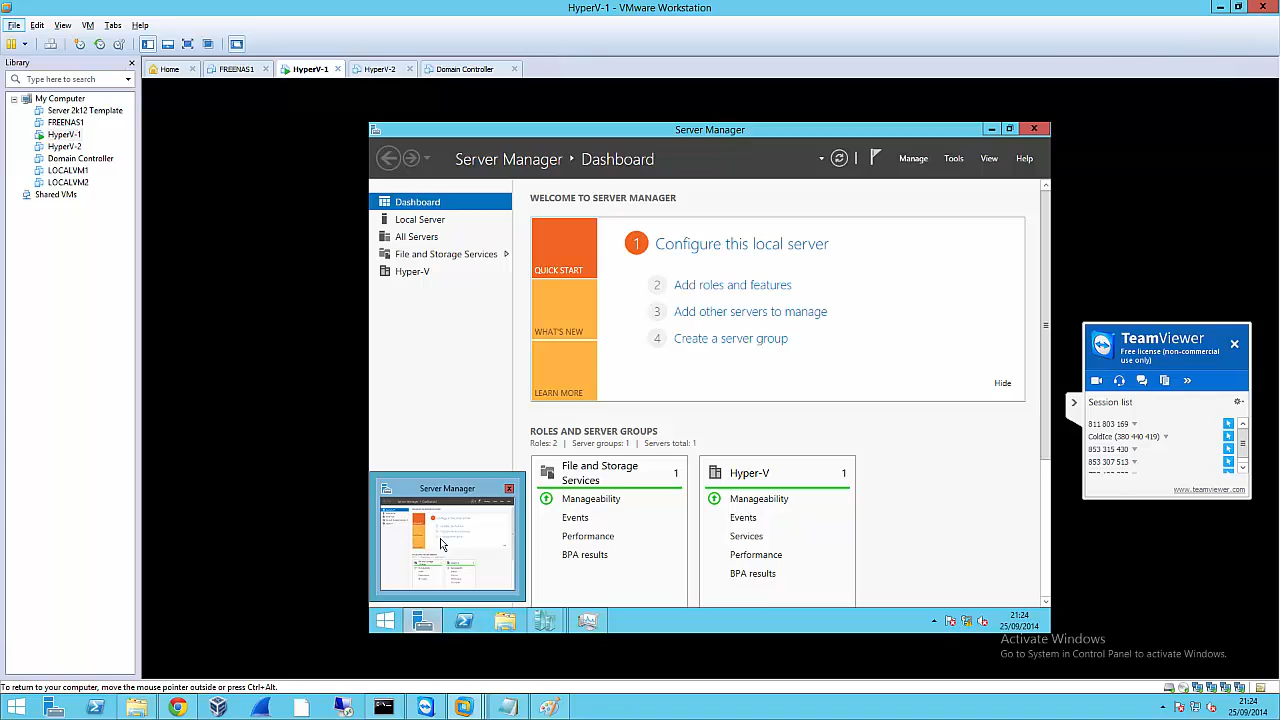 HyperV-1 - VMware Workstation
File Edit View VM Tabs Help
Library
Type here to search
My Computer
Server 2k12 Template
FREENAS1
HyperV-1
HyperV-2
Domain Controller
LOCALVM1
LOCALVM2
Shared VMs
Home FREENAS1 HyperV-1 HyperV-2 Domain Controller
Server Manager
Server Manager Dashboard
Manage Tools View Help
Dashboard
Local Server
All Servers
File and Storage Services
Hyper-V
WELCOME TO SERVER MANAGER
QUICK START
WHAT'S NEW
LEARN MORE
1 Configure this local server
2 Add roles and features
3 Add other servers to manage
4 Create a server group
Hide
ROLES AND SERVER GROUPS
Roles: 2 | Server groups: 1 | Servers total: 1
File and Storage
Services
1
Manageability
Events
Performance
BPA results
Hyper-V 1
Manageability
Events
Services
Performance
BPA results
Server Manager
21:24
25/09/2014
TeamViewer
Free license (non-commercial
use only)
Session list
811 803 169
ColdIce (380 440 419)
853 315 430
853 307 513
www.teamviewer.com
Activate Windows
Go to System in Control Panel to activate Windows.
To return to your computer, move the mouse pointer outside or press Ctrl+Alt.
21:24
25/09/2014